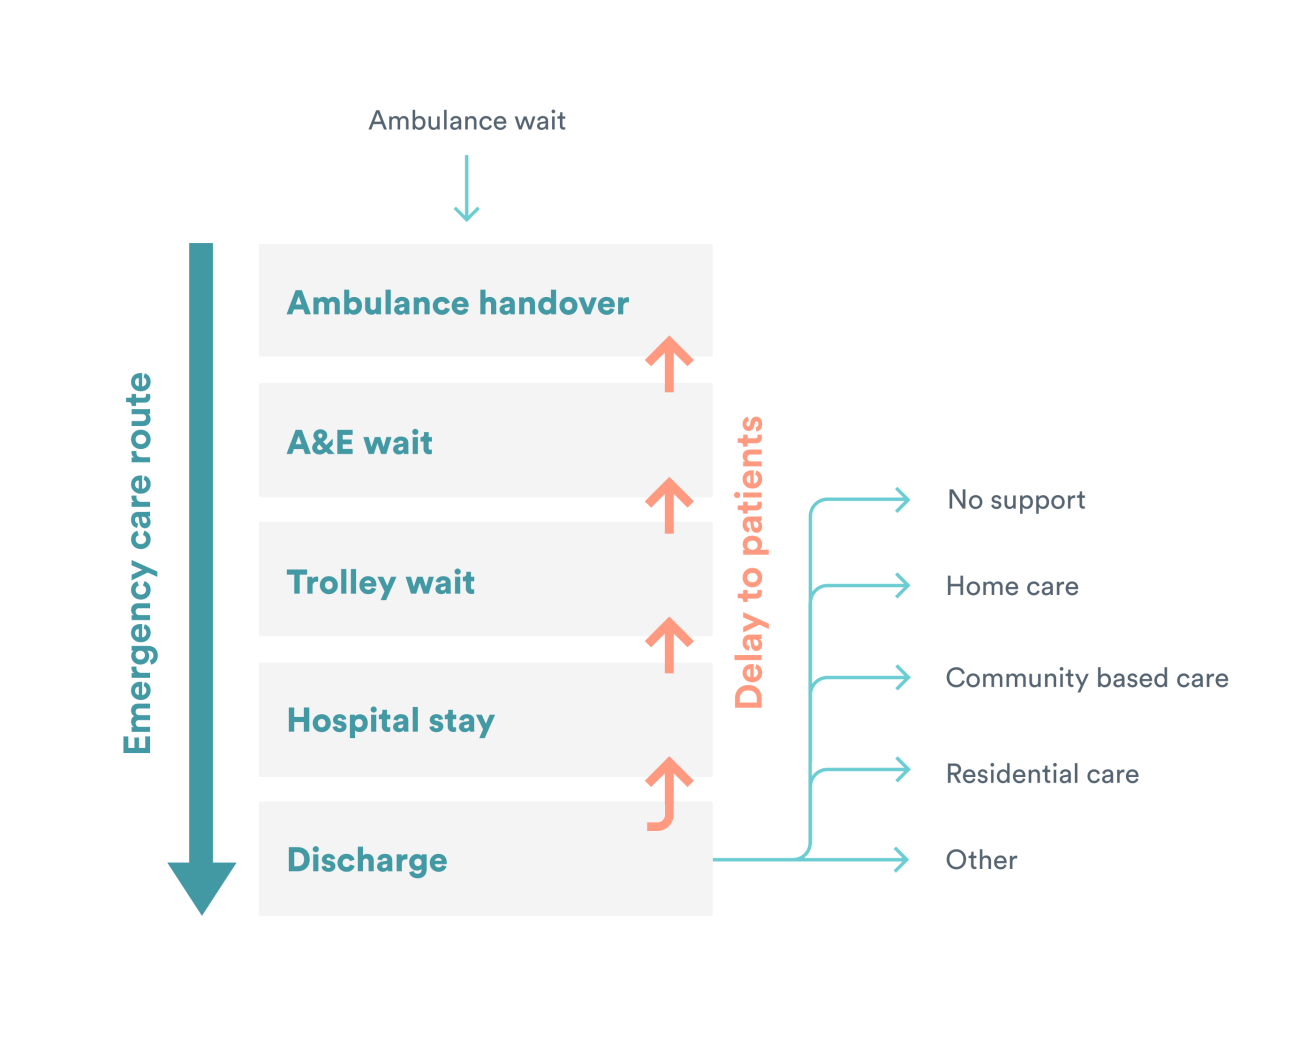 Ambulance wait
Emergency care route
Ambulance handover
A&E wait
Trolley wait
Hospital stay
Discharge
Delay to patients
No support
Home care
Community based care
Residential care
Other